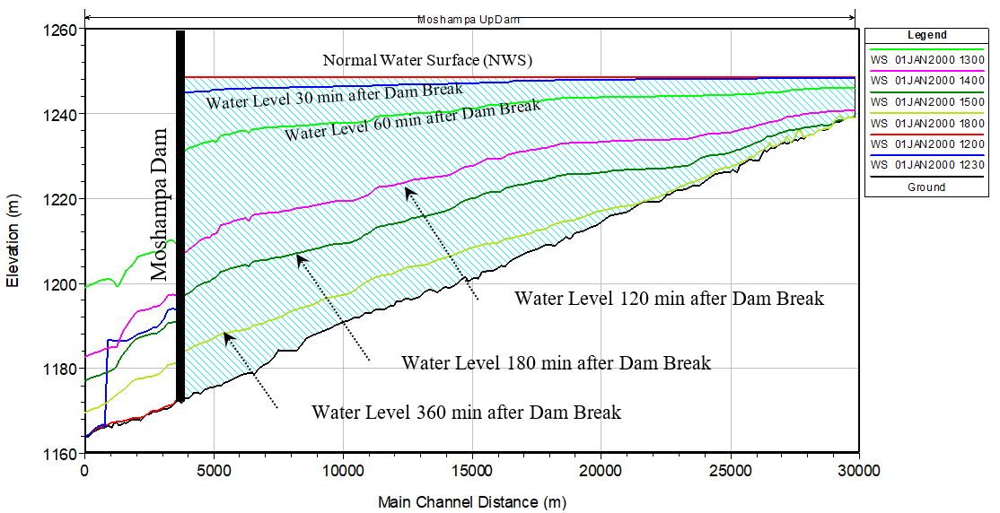 Moshampa UpDam
1260
1240
1220
1200
1180
1160
Elevation (m)
Normal Water Surface (NWS)
Water Level 30 min after Dam Break
Water Level 60 min after Dam Break
Moshampa Dam
Water Level 120 min after Dam Break
Water Level 180 min after Dam Break
Water Level 360 min after Dam Break
0
5000
10000
15000
20000
25000
30000
Main Channel Distance (m)
Legend
WS 01JAN2000 1300
WS 01JAN2000 1400
WS 01JAN2000 1500
WS 01JAN2000 1800
WS 01JAN2000 1200
WS 01JAN2000 1230
Ground